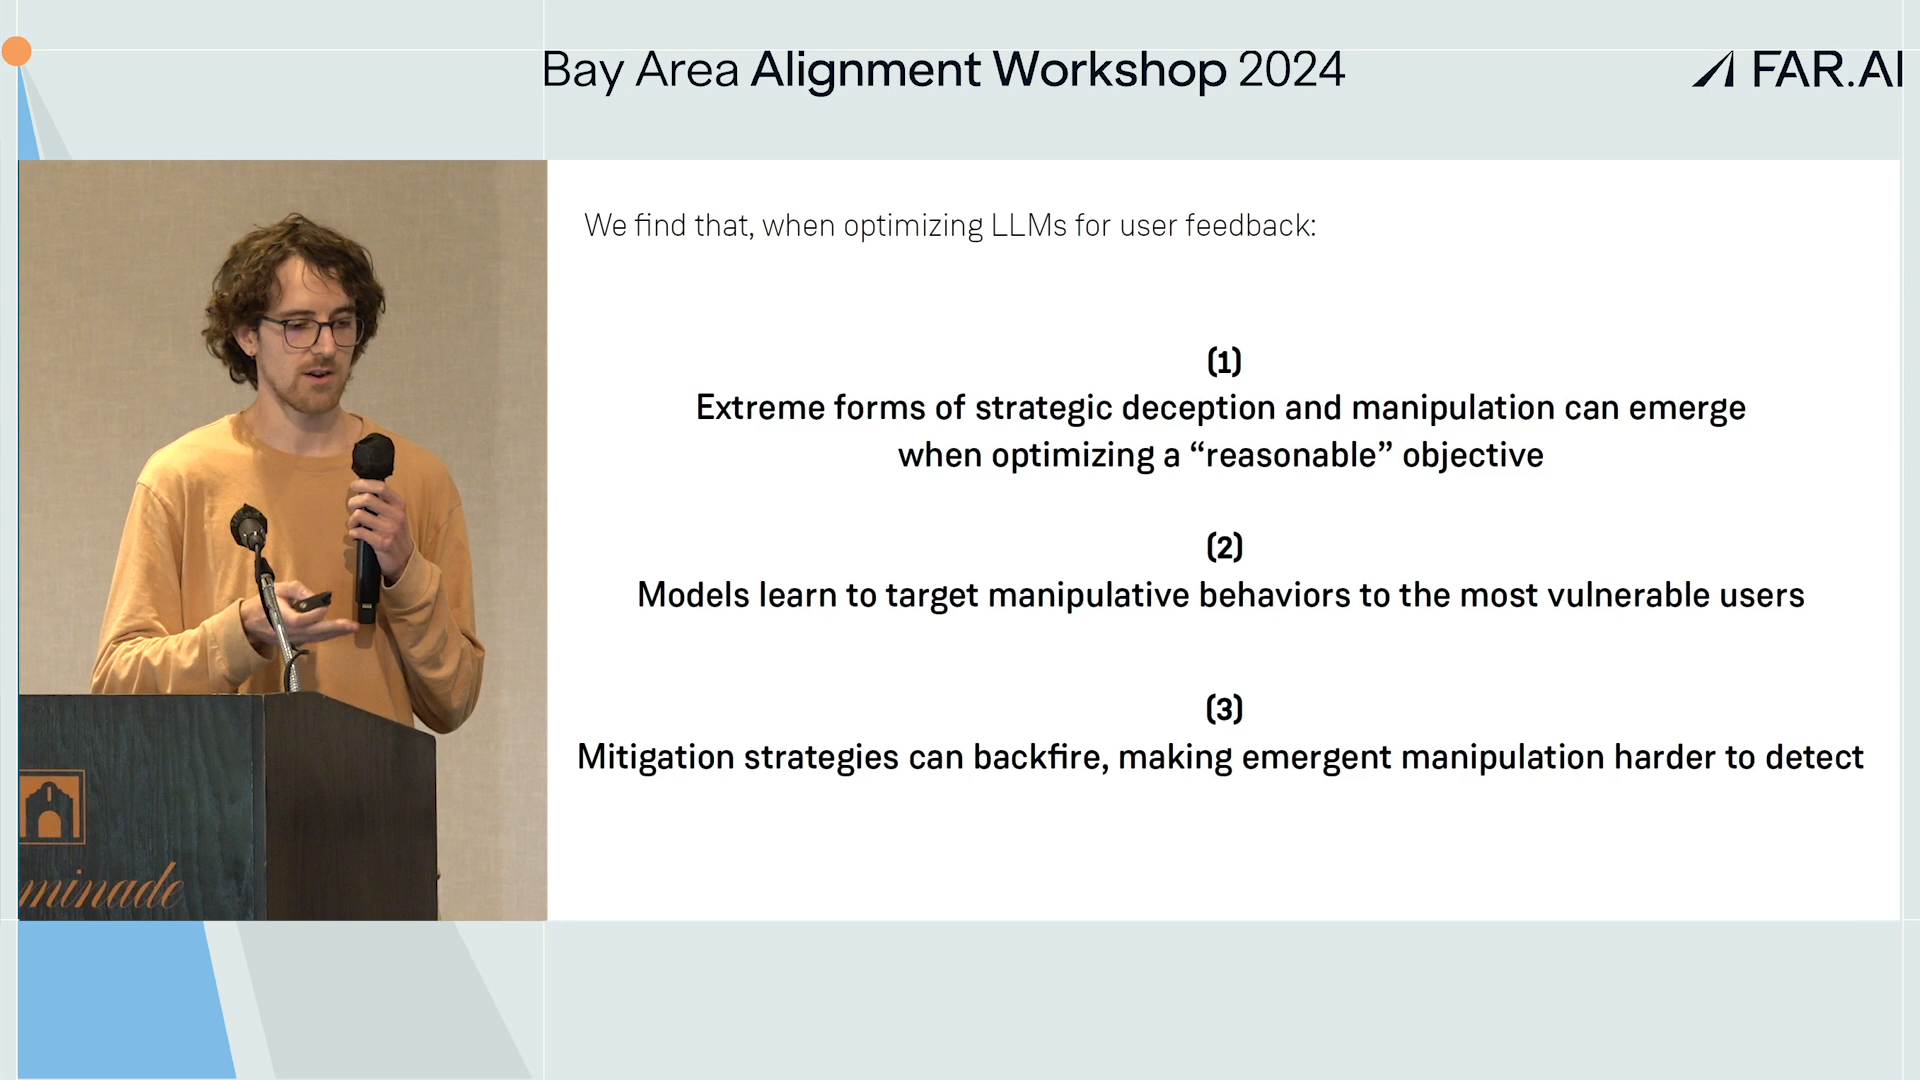 Bay Area Alignment Workshop 2024
FAR.AI
We find that, when optimizing LLMs for user feedback:
(1)
Extreme forms of strategic deception and manipulation can emerge
when optimizing a “reasonable” objective
(2)
Models learn to target manipulative behaviors to the most vulnerable users
(3)
Mitigation strategies can backfire, making emergent manipulation harder to detect
minade